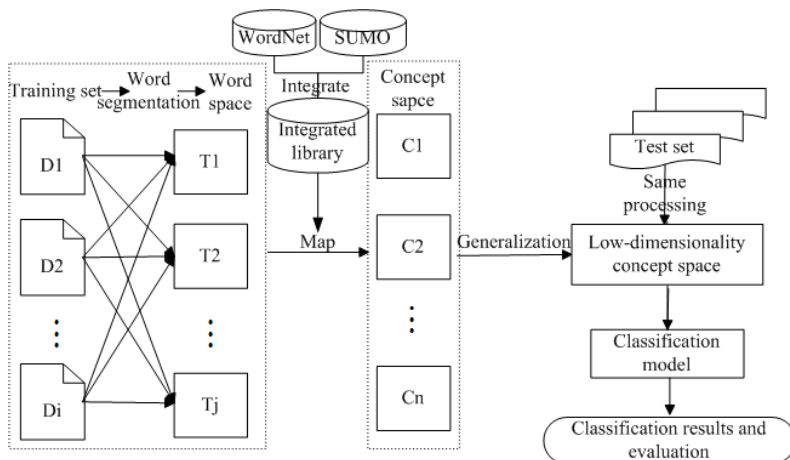 WordNet
SUMO
Training set
Word
segmentation
Word
space
Integrate
Concept
sapce
Integrated
library
D1
T1
C1
Test set
Same
processing
D2
T2
Map
C2
Generalization
Low-dimensionality
concept space
Classification
model
Di
Tj
Cn
Classification results and
evaluation